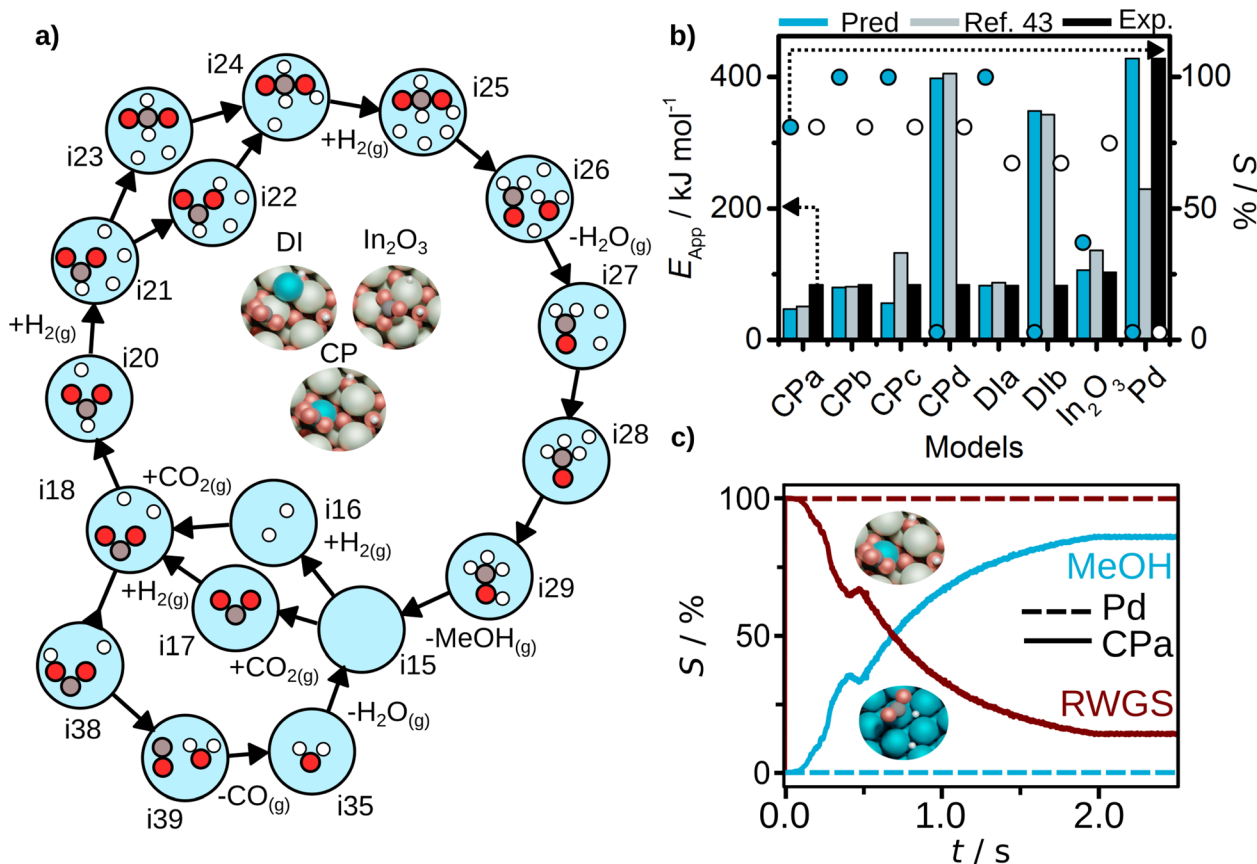 a)
i24
i25
+H2(g)
i23
i22
i26
-H2O(g)
i21
DI
In2O3
i27
+H2(g)
CP
i20
i28
i18
+CO2(g)
i16
+H2(g)
i29
+H2(g)
i17
-MeOH(g)
+CO2(g)
i15
-H2O(g)
i38
i39
-CO(g)
i35
b)
Pred
Ref. 43
Exp.
400
200
0
EApp / kJ mol-1
100
50
0
S / %
CPa
CPb
CPc
CPd
DIa
DIb
In2O3
Pd
Models
c)
100
50
0
S / %
MeOH
Pd
CPa
RWGS
0.0
1.0
2.0
t / s